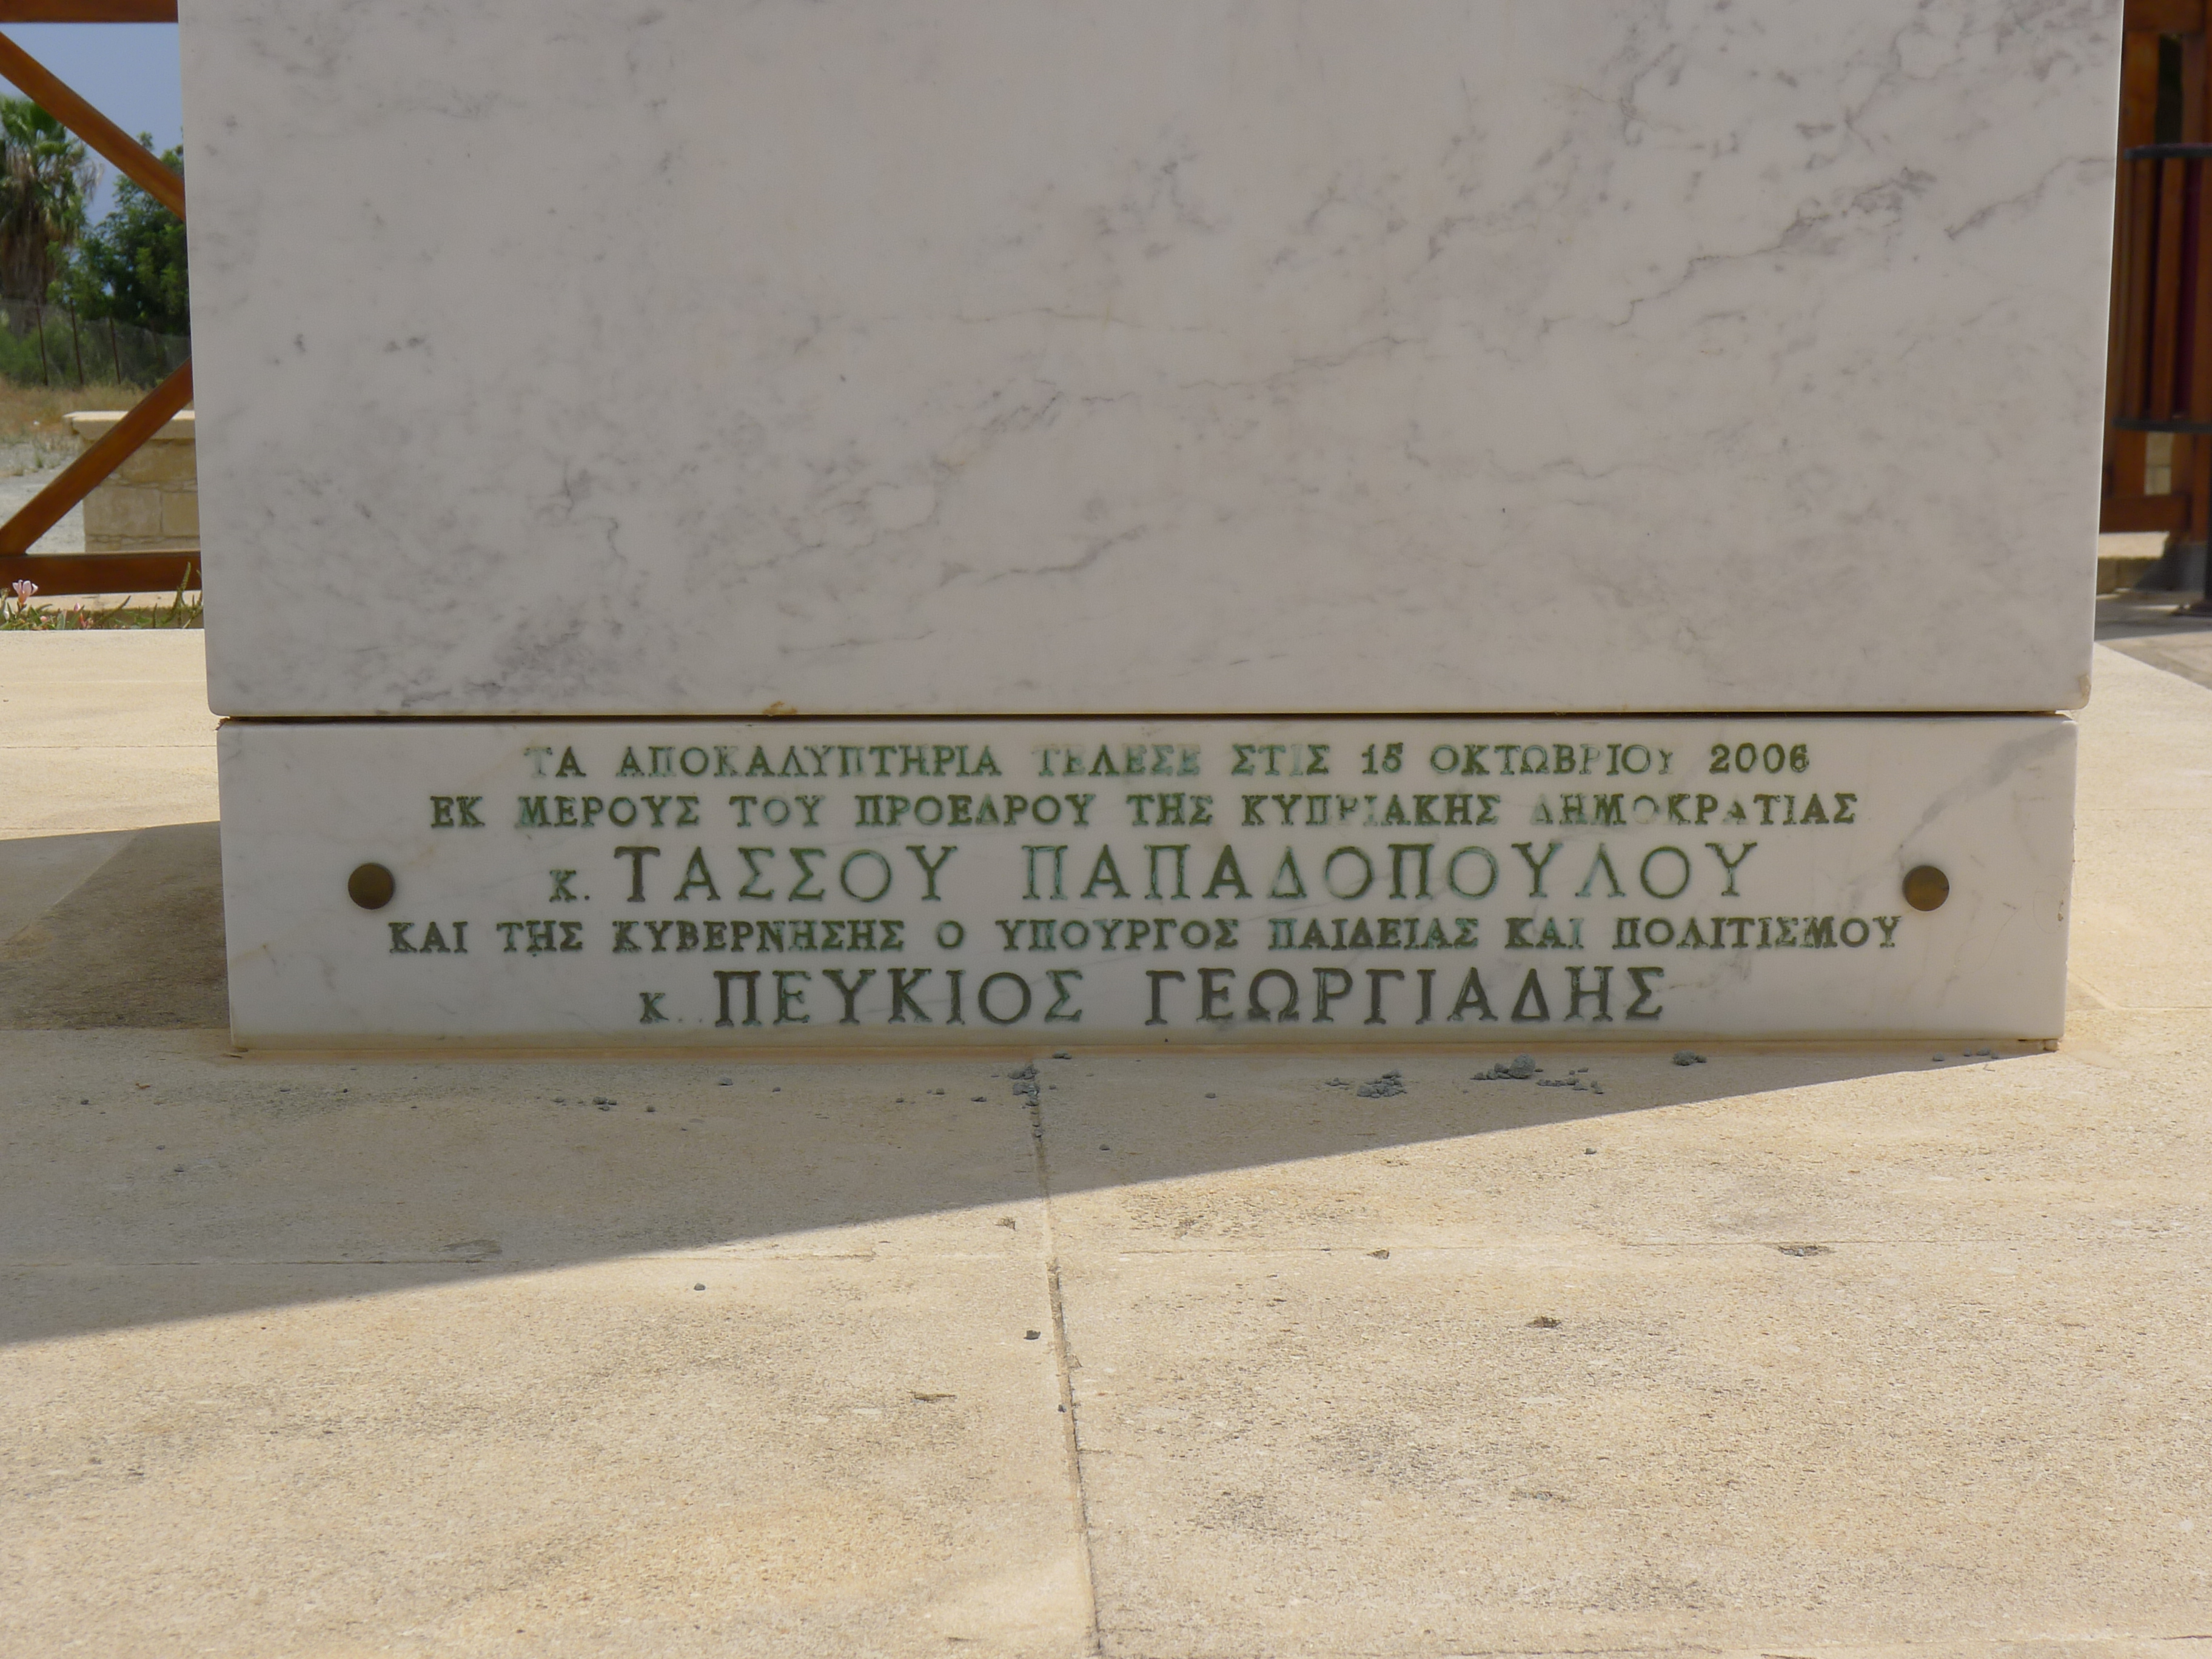 ΤΑ ΑΠΟΚΑΛΥΠΤΗΡΙΑ ΤΕΛΕΣΕ ΣΤΙΣ 15 ΟΚΤΩΒΡΙΟΥ 2006
ΕΚ ΜΕΡΟΥΣ ΤΟΥ ΠΡΟΕΔΡΟΥ ΤΗΣ ΚΥΠΡΙΑΚΗΣ ΔΗΜΟΚΡΑΤΙΑΣ
κ. ΤΑΣΣΟΥ ΠΑΠΑΔΟΠΟΥΛΟΥ
ΚΑΙ ΤΗΣ ΚΥΒΕΡΝΗΣΗΣ Ο ΥΠΟΥΡΓΟΣ ΠΑΙΔΕΙΑΣ ΚΑΙ ΠΟΛΙΤΙΣΜΟΥ
κ. ΠΕΥΚΙΟΣ ΓΕΩΡΓΙΑΔΗΣ